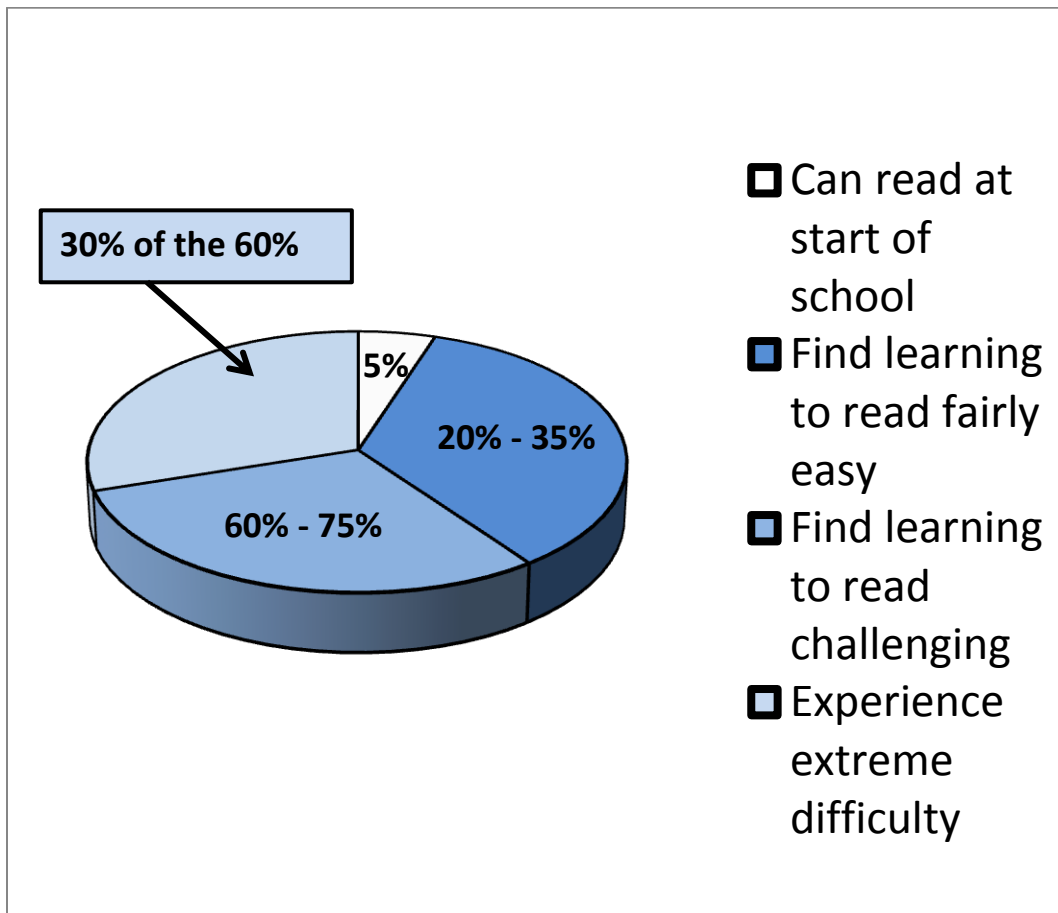 30% of the 60%
5%
20% - 35%
60% - 75%
Can read at
start of
school
Find learning
to read fairly
easy
Find learning
to read
challenging
Experience
extreme
difficulty